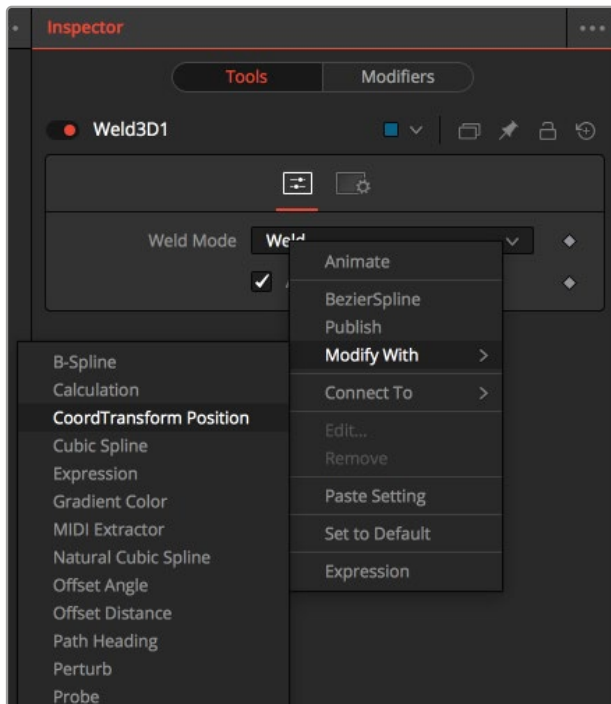 Inspector
Tools Modifiers
Weld3D1
Weld Mode Weld
Animate
BezierSpline
Publish
Modify With
Connect To
Edit...
Remove
Paste Setting
Set to Default
Expression
B-Spline
Calculation
CoordTransform Position
Cubic Spline
Expression
Gradient Color
MIDI Extractor
Natural Cubic Spline
Offset Angle
Offset Distance
Path Heading
Perturb
Probe